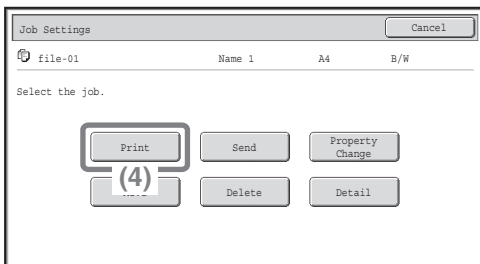 Job Settings
Cancel
file-01 Name 1 A4 B/W
Select the job.
Print
Send
Property
Change
(4)
Delete
Detail